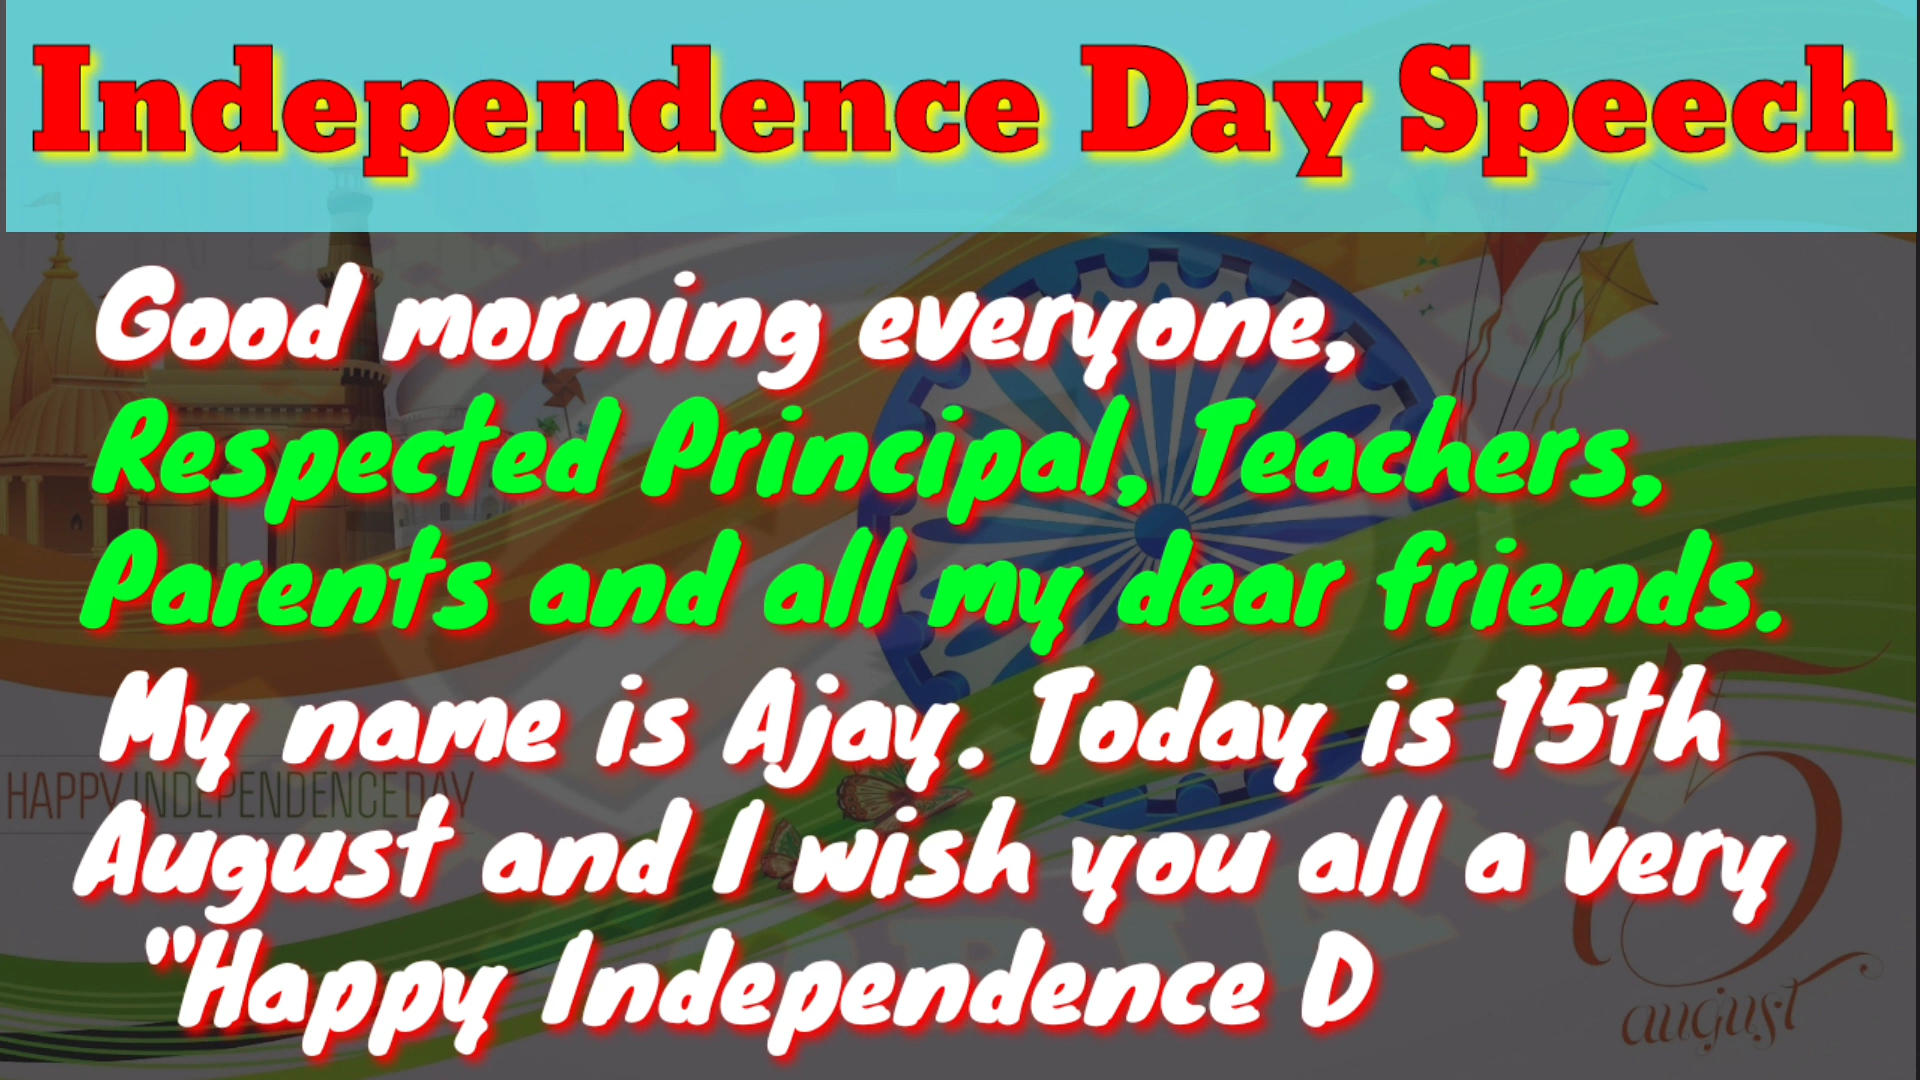 Independence Day Speech
Good morning everyone,
Respected Principal, Teachers,
Parents and all my dear friends.
My name is Ajay. Today is 15th
HAPPY INDEPENDENCE DAY
August and I wish you all a very
"Happy Independence D
15
august